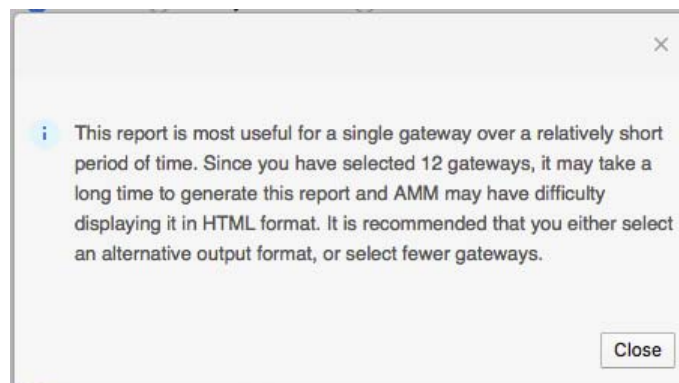 This report is most useful for a single gateway over a relatively short
period of time. Since you have selected 12 gateways, it may take a
long time to generate this report and AMM may have difficulty
displaying it in HTML format. It is recommended that you either select
an alternative output format, or select fewer gateways.
Close